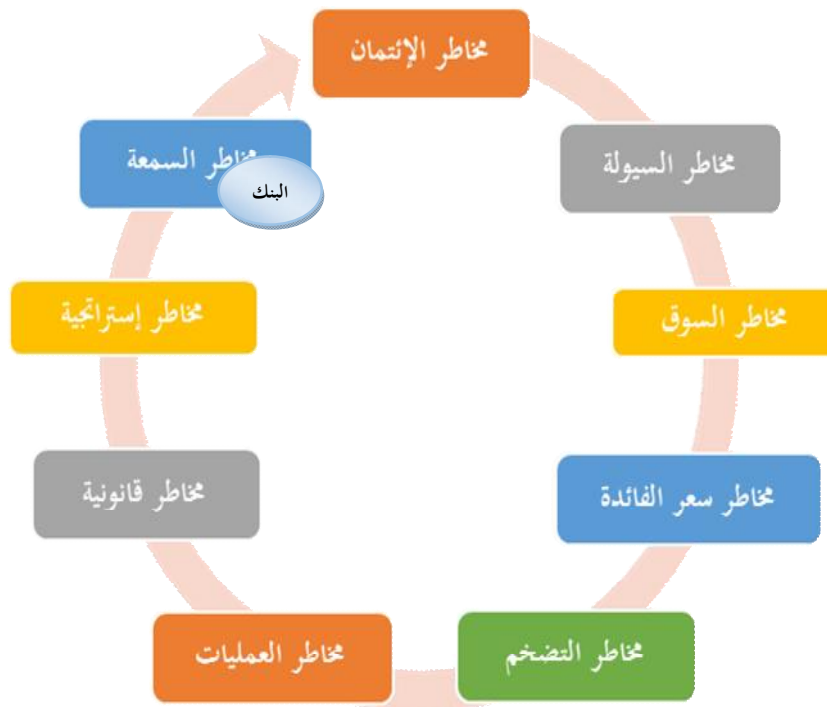 مخاطر الإئتمان
مخاطر السيولة
مخاطر السوق
مخاطر سعر الفائدة
مخاطر التضخم
مخاطر العمليات
مخاطر قانونية
مخاطر إستراتجية
مخاطر السمعة
البنك